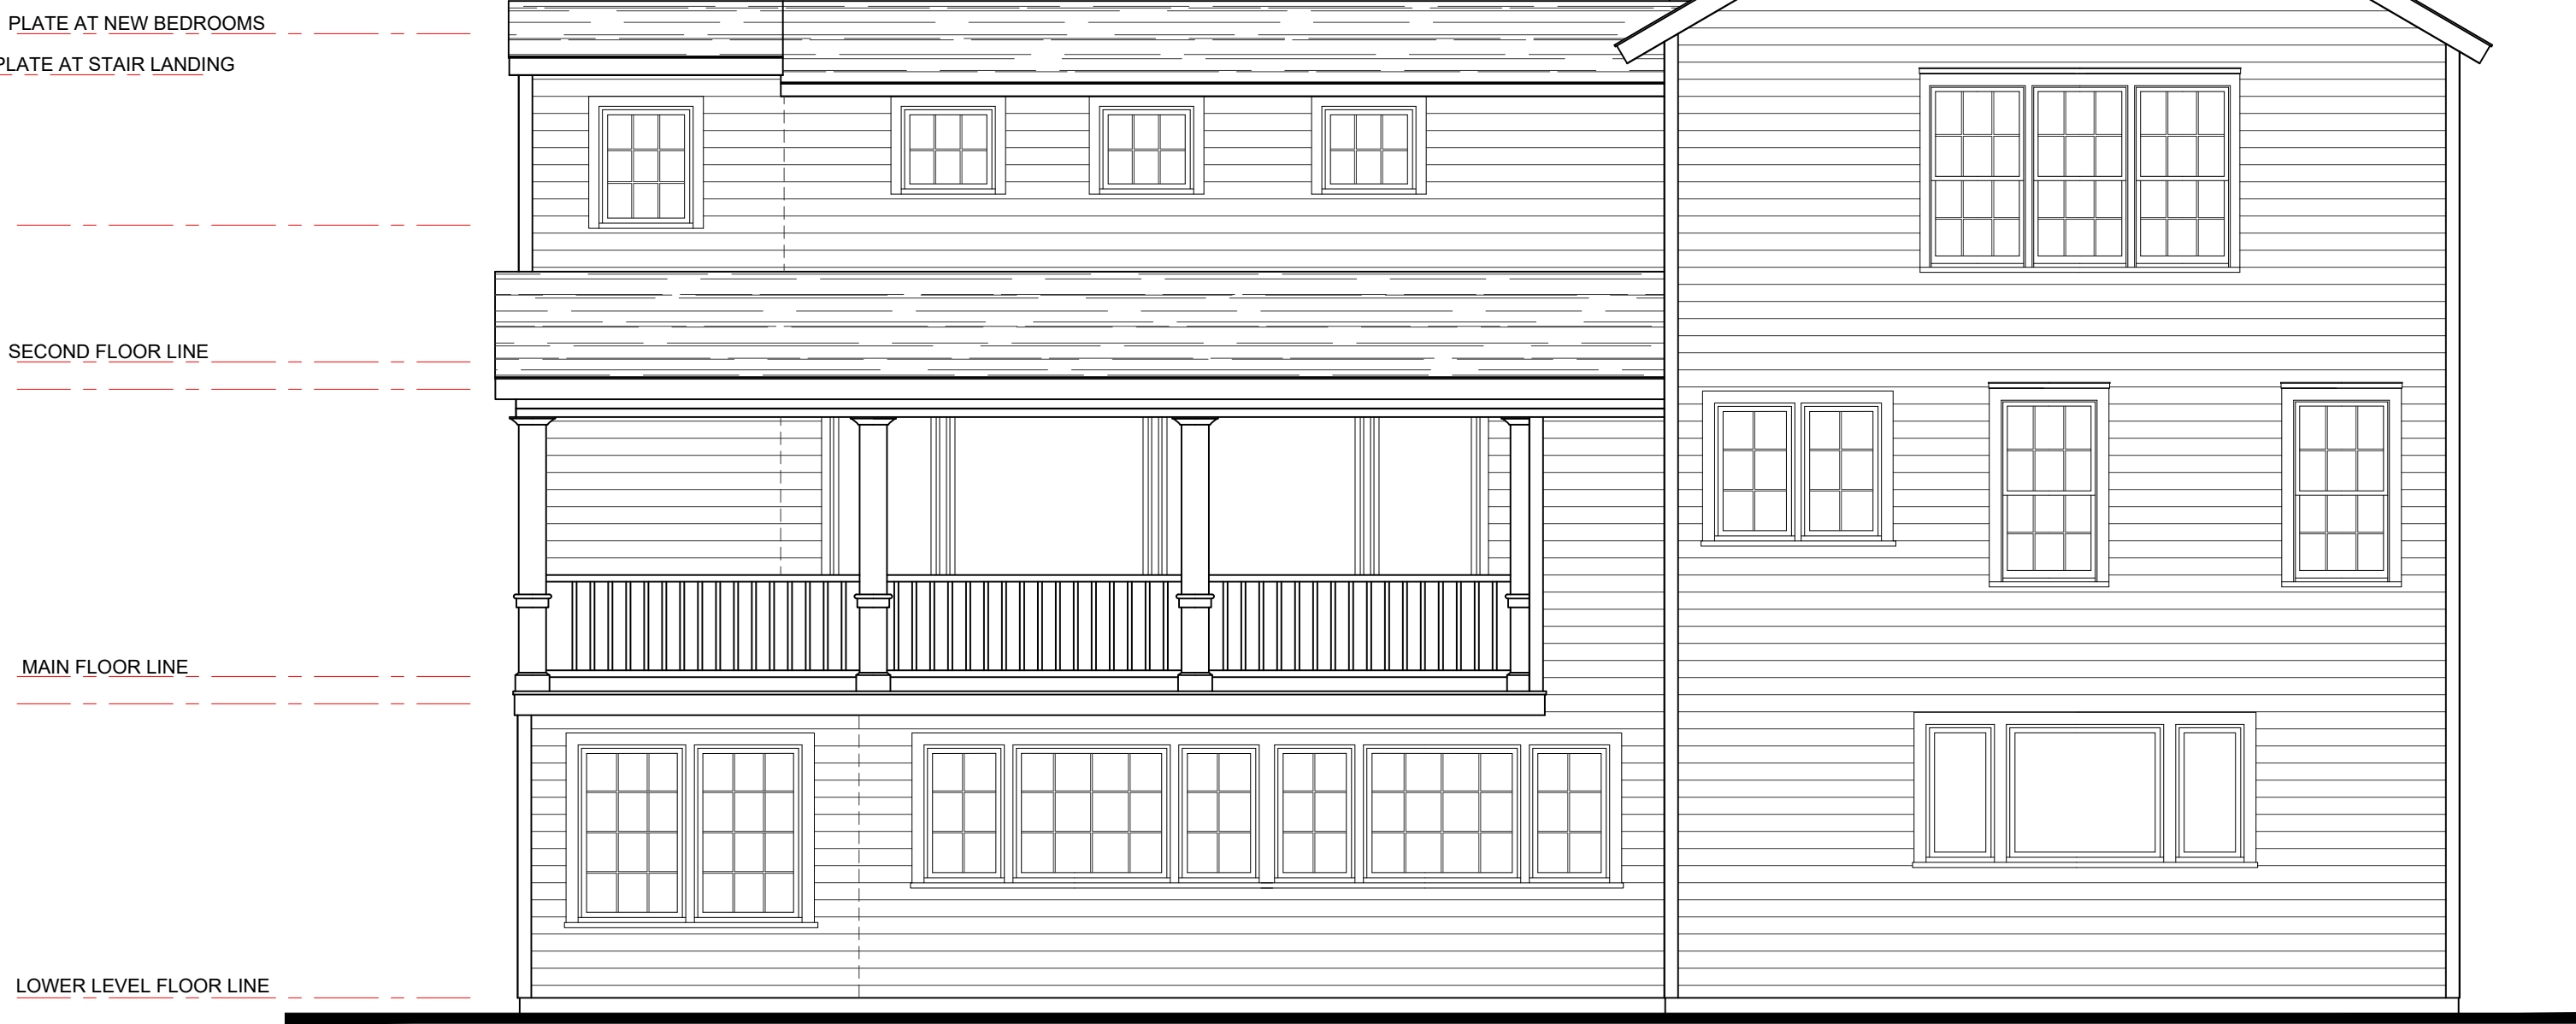 PLATE AT NEW BEDROOMS
PLATE AT STAIR LANDING
SECOND FLOOR LINE
MAIN FLOOR LINE
LOWER LEVEL FLOOR LINE